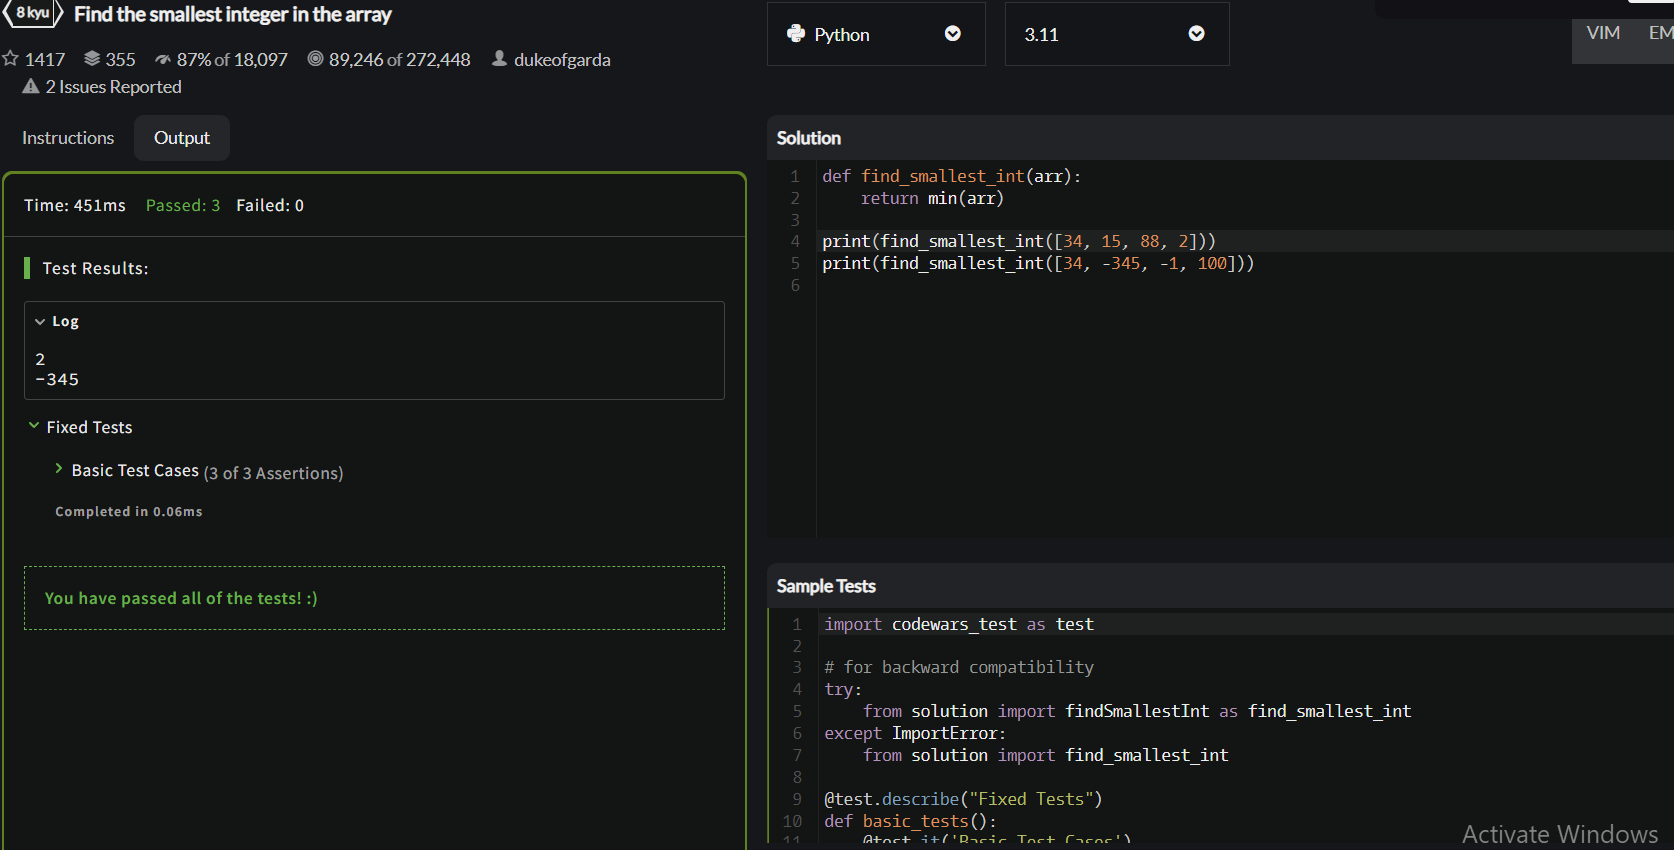 8 kyu Find the smallest integer in the array
1417 355 87% of 18,097 89,246 of 272,448 dukeofgarda
2 Issues Reported
Instructions Output
Time: 451ms Passed: 3 Failed: 0
Test Results:
Log
2
-345
Fixed Tests
Basic Test Cases (3 of 3 Assertions)
Completed in 0.06ms
You have passed all of the tests! :)
Python 3.11 VIM EM
Solution
1 def find_smallest_int(arr):
2     return min(arr)
3
4 print(find_smallest_int([34, 15, 88, 2]))
5 print(find_smallest_int([34, -345, -1, 100]))
6
Sample Tests
1 import codewars_test as test
2
3 # for backward compatibility
4 try:
5     from solution import findSmallestInt as find_smallest_int
6 except ImportError:
7     from solution import find_smallest_int
8
9 @test.describe("Fixed Tests")
10 def basic_tests():
11     @test.it('Basic Test Cases')
Activate Windows